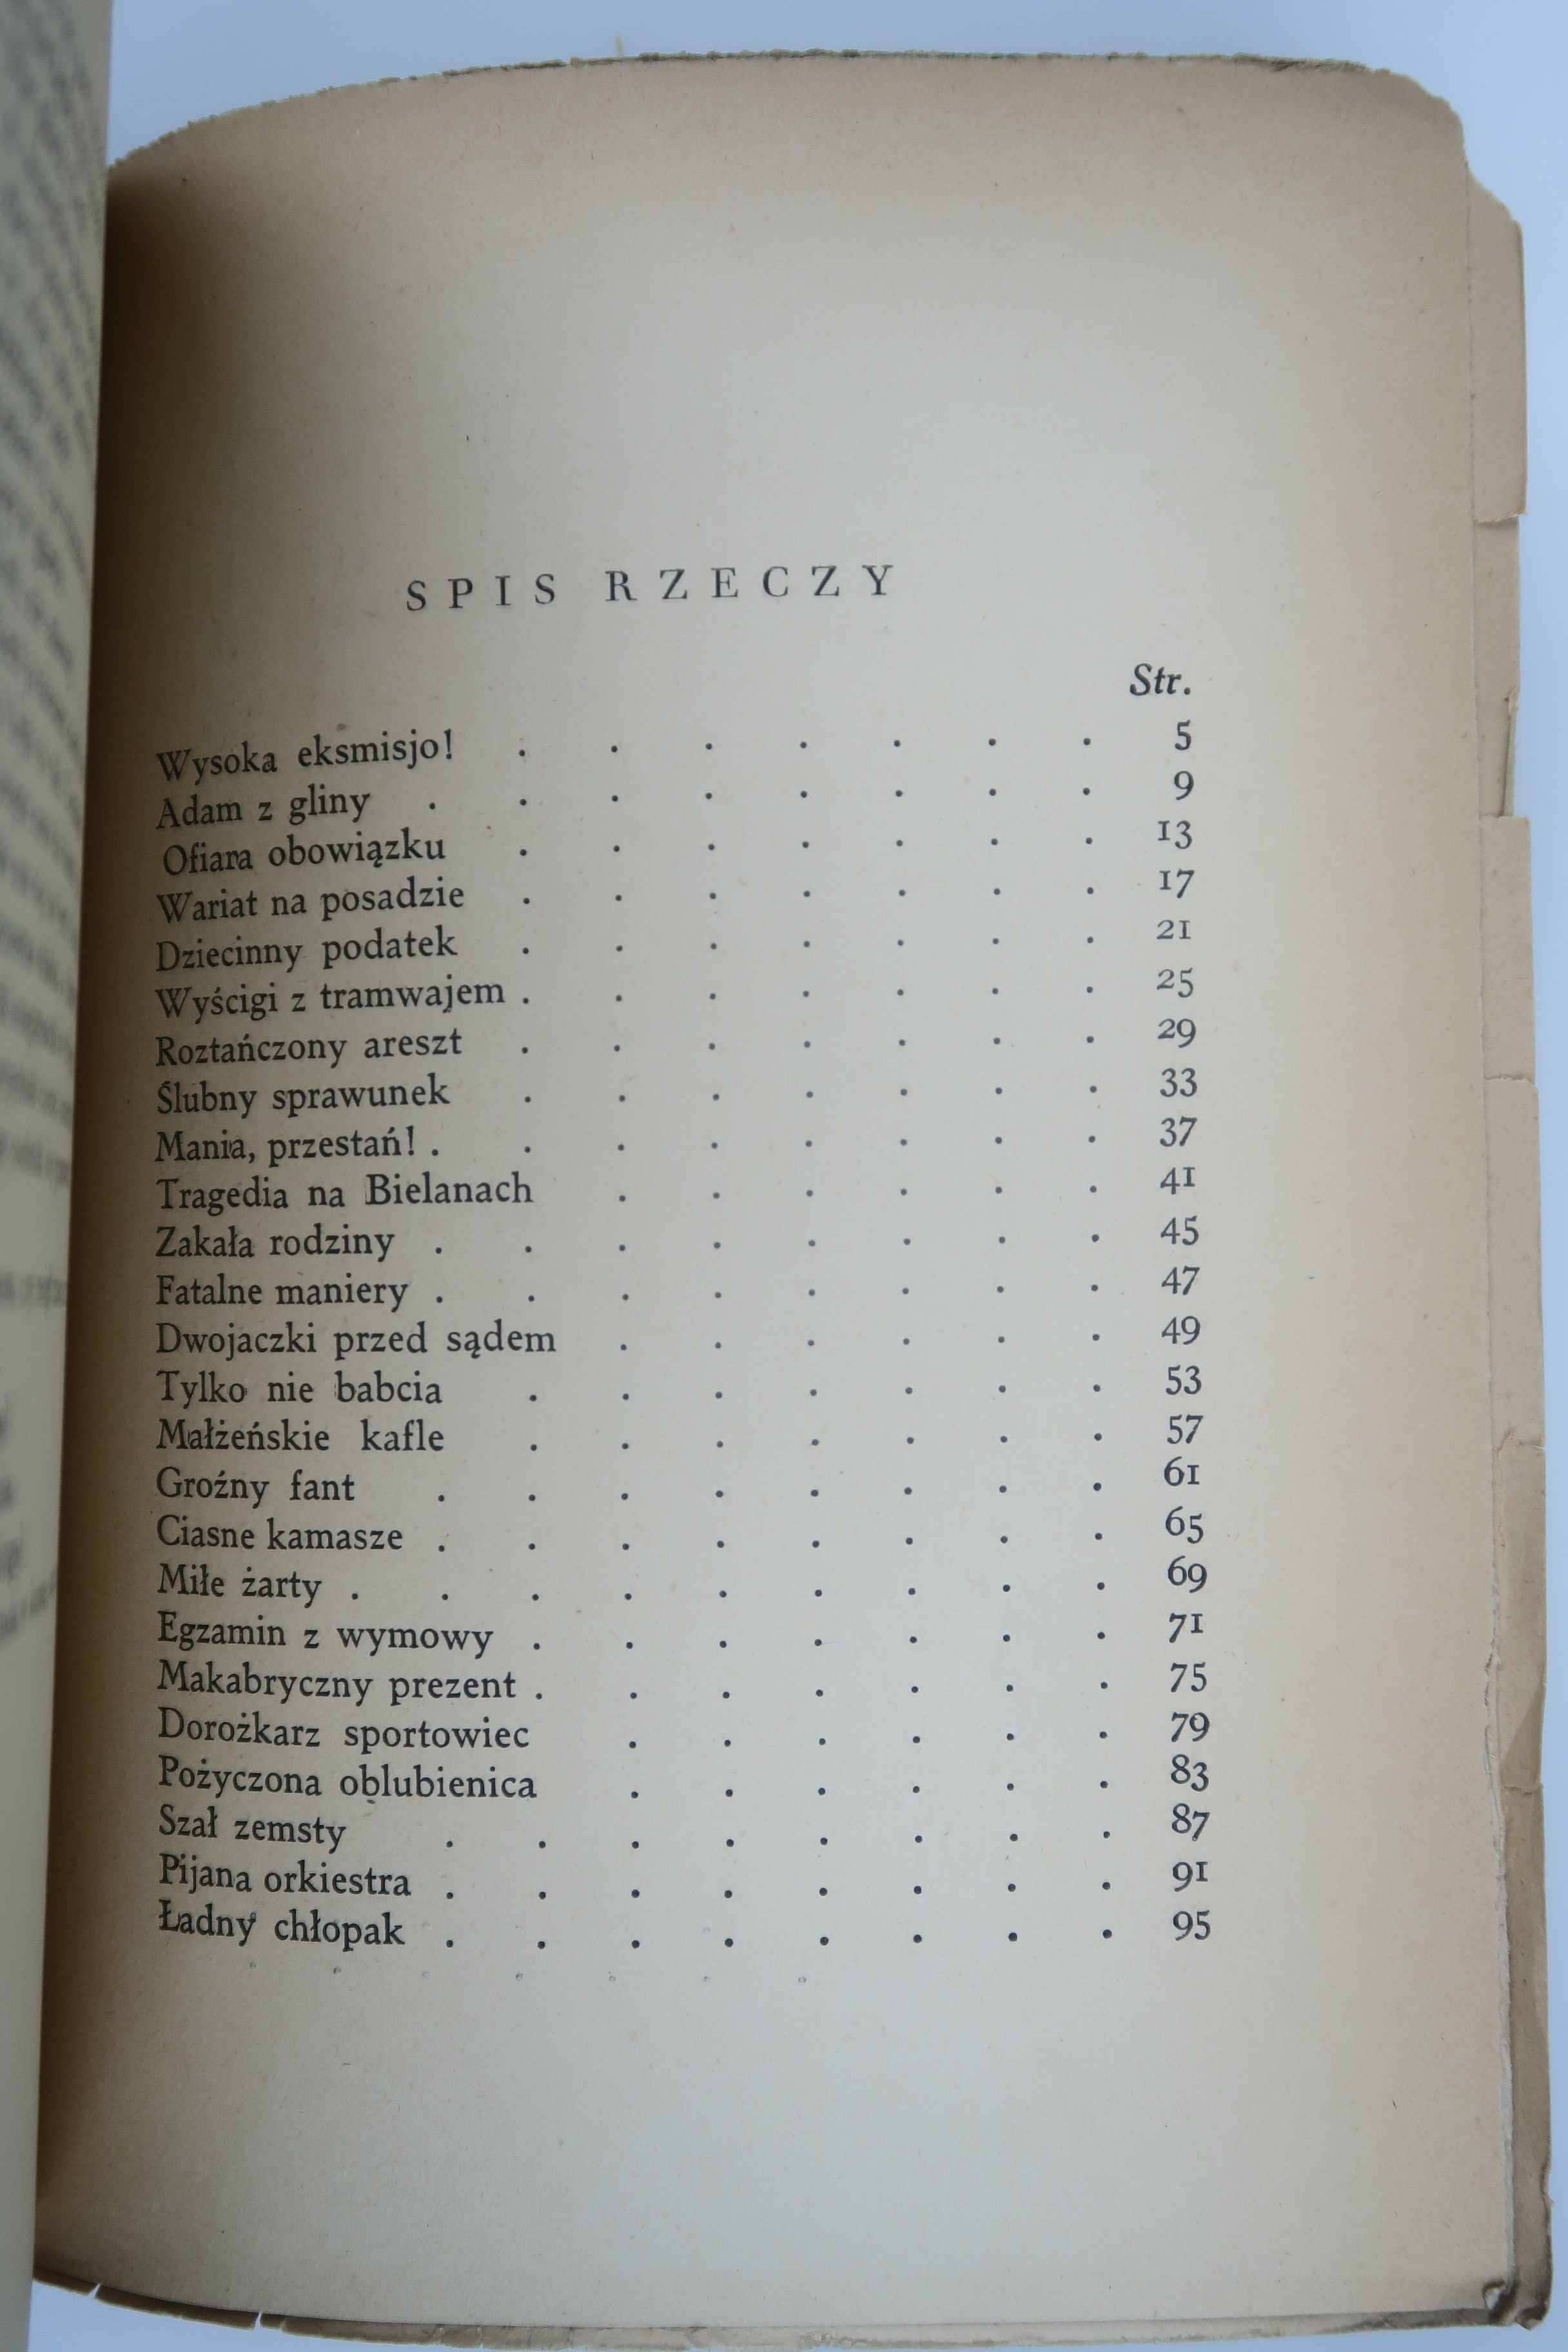 SPIS RZECZY
Str.
Wysoka eksmisjo! . . . . . . . 5
Adam z gliny . . . . . . . . 9
Ofiara obowiązku . . . . . . . 13
Wariat na posadzie . . . . . . . 17
Dziecinny podatek . . . . . . . 21
Wyścigi z tramwajem . . . . . . . 25
Roztańczony areszt . . . . . . . 29
Ślubny sprawunek . . . . . . . 33
Mania, przestań! . . . . . . . . 37
Tragedia na Bielanach . . . . . . 41
Zakała rodziny . . . . . . . . 45
Fatalne maniery . . . . . . . . 47
Dwojaczki przed sądem . . . . . . 49
Tylko nie babcia . . . . . . . 53
Małżeńskie kafle . . . . . . . 57
Groźny fant . . . . . . . . 61
Ciasne kamasze . . . . . . . . 65
Miłe żarty . . . . . . . . . 69
Egzamin z wymowy . . . . . . . 71
Makabryczny prezent . . . . . . . 75
Dorożkarz sportowiec . . . . . . 79
Pożyczona oblubienica . . . . . . 83
Szał zemsty . . . . . . . . 87
Pijana orkiestra . . . . . . . . 91
Ładny chłopak . . . . . . . . 95